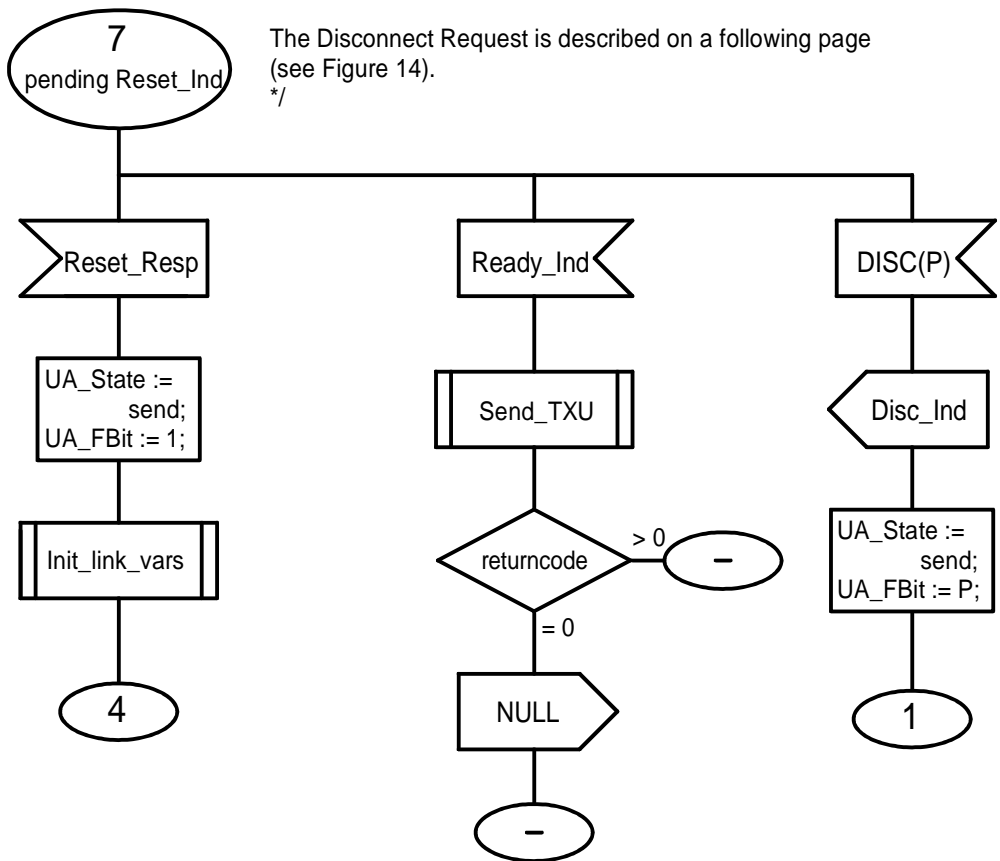 7
pending Reset_Ind
The Disconnect Request is described on a following page
(see Figure 14).
*/
Reset_Resp
Ready_Ind
DISC(P)
UA_State :=
send;
UA_FBit := 1;
Send_TXU
Disc_Ind
Init_link_vars
returncode
> 0
–
= 0
UA_State :=
send;
UA_FBit := P;
4
NULL
1
–